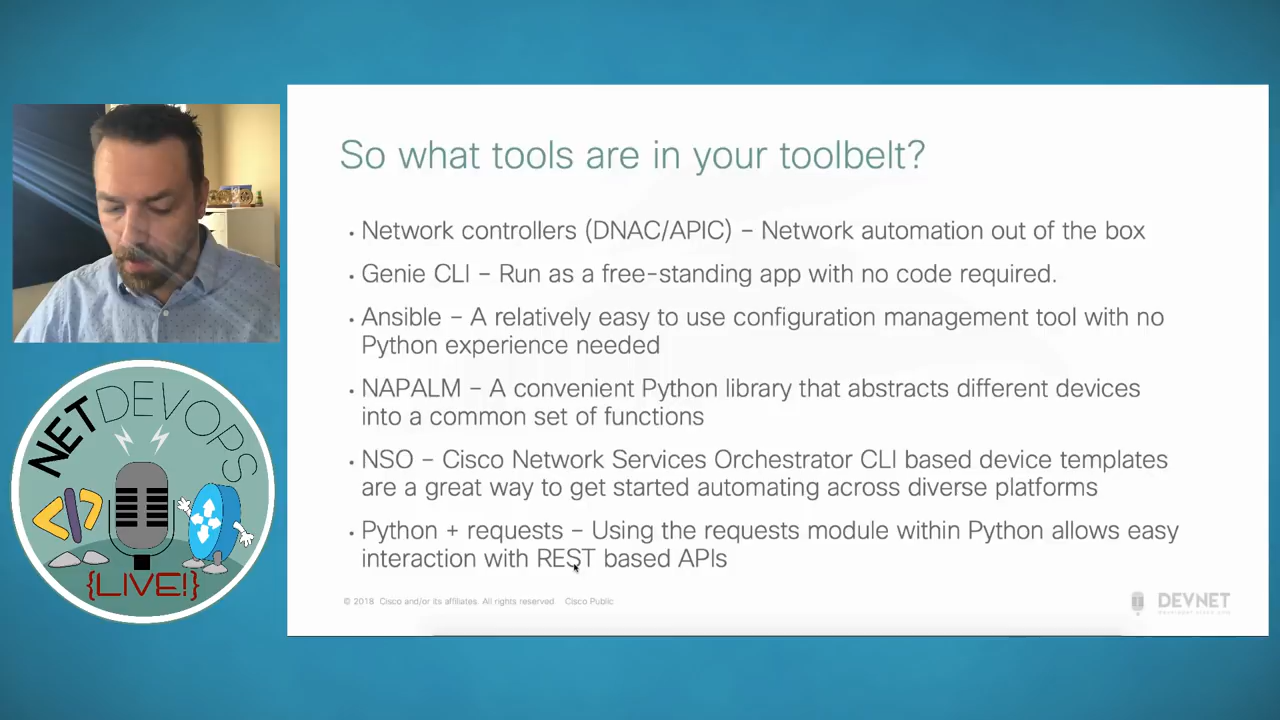 So what tools are in your toolbelt?
• Network controllers (DNAC/APIC) – Network automation out of the box
• Genie CLI – Run as a free-standing app with no code required.
• Ansible – A relatively easy to use configuration management tool with no
Python experience needed
• NAPALM – A convenient Python library that abstracts different devices
into a common set of functions
• NSO – Cisco Network Services Orchestrator CLI based device templates
are a great way to get started automating across diverse platforms
• Python + requests – Using the requests module within Python allows easy
interaction with REST based APIs
© 2018 Cisco and/or its affiliates. All rights reserved Cisco Public
DEVNET
NETDEVOPS
</>
{LIVE!}